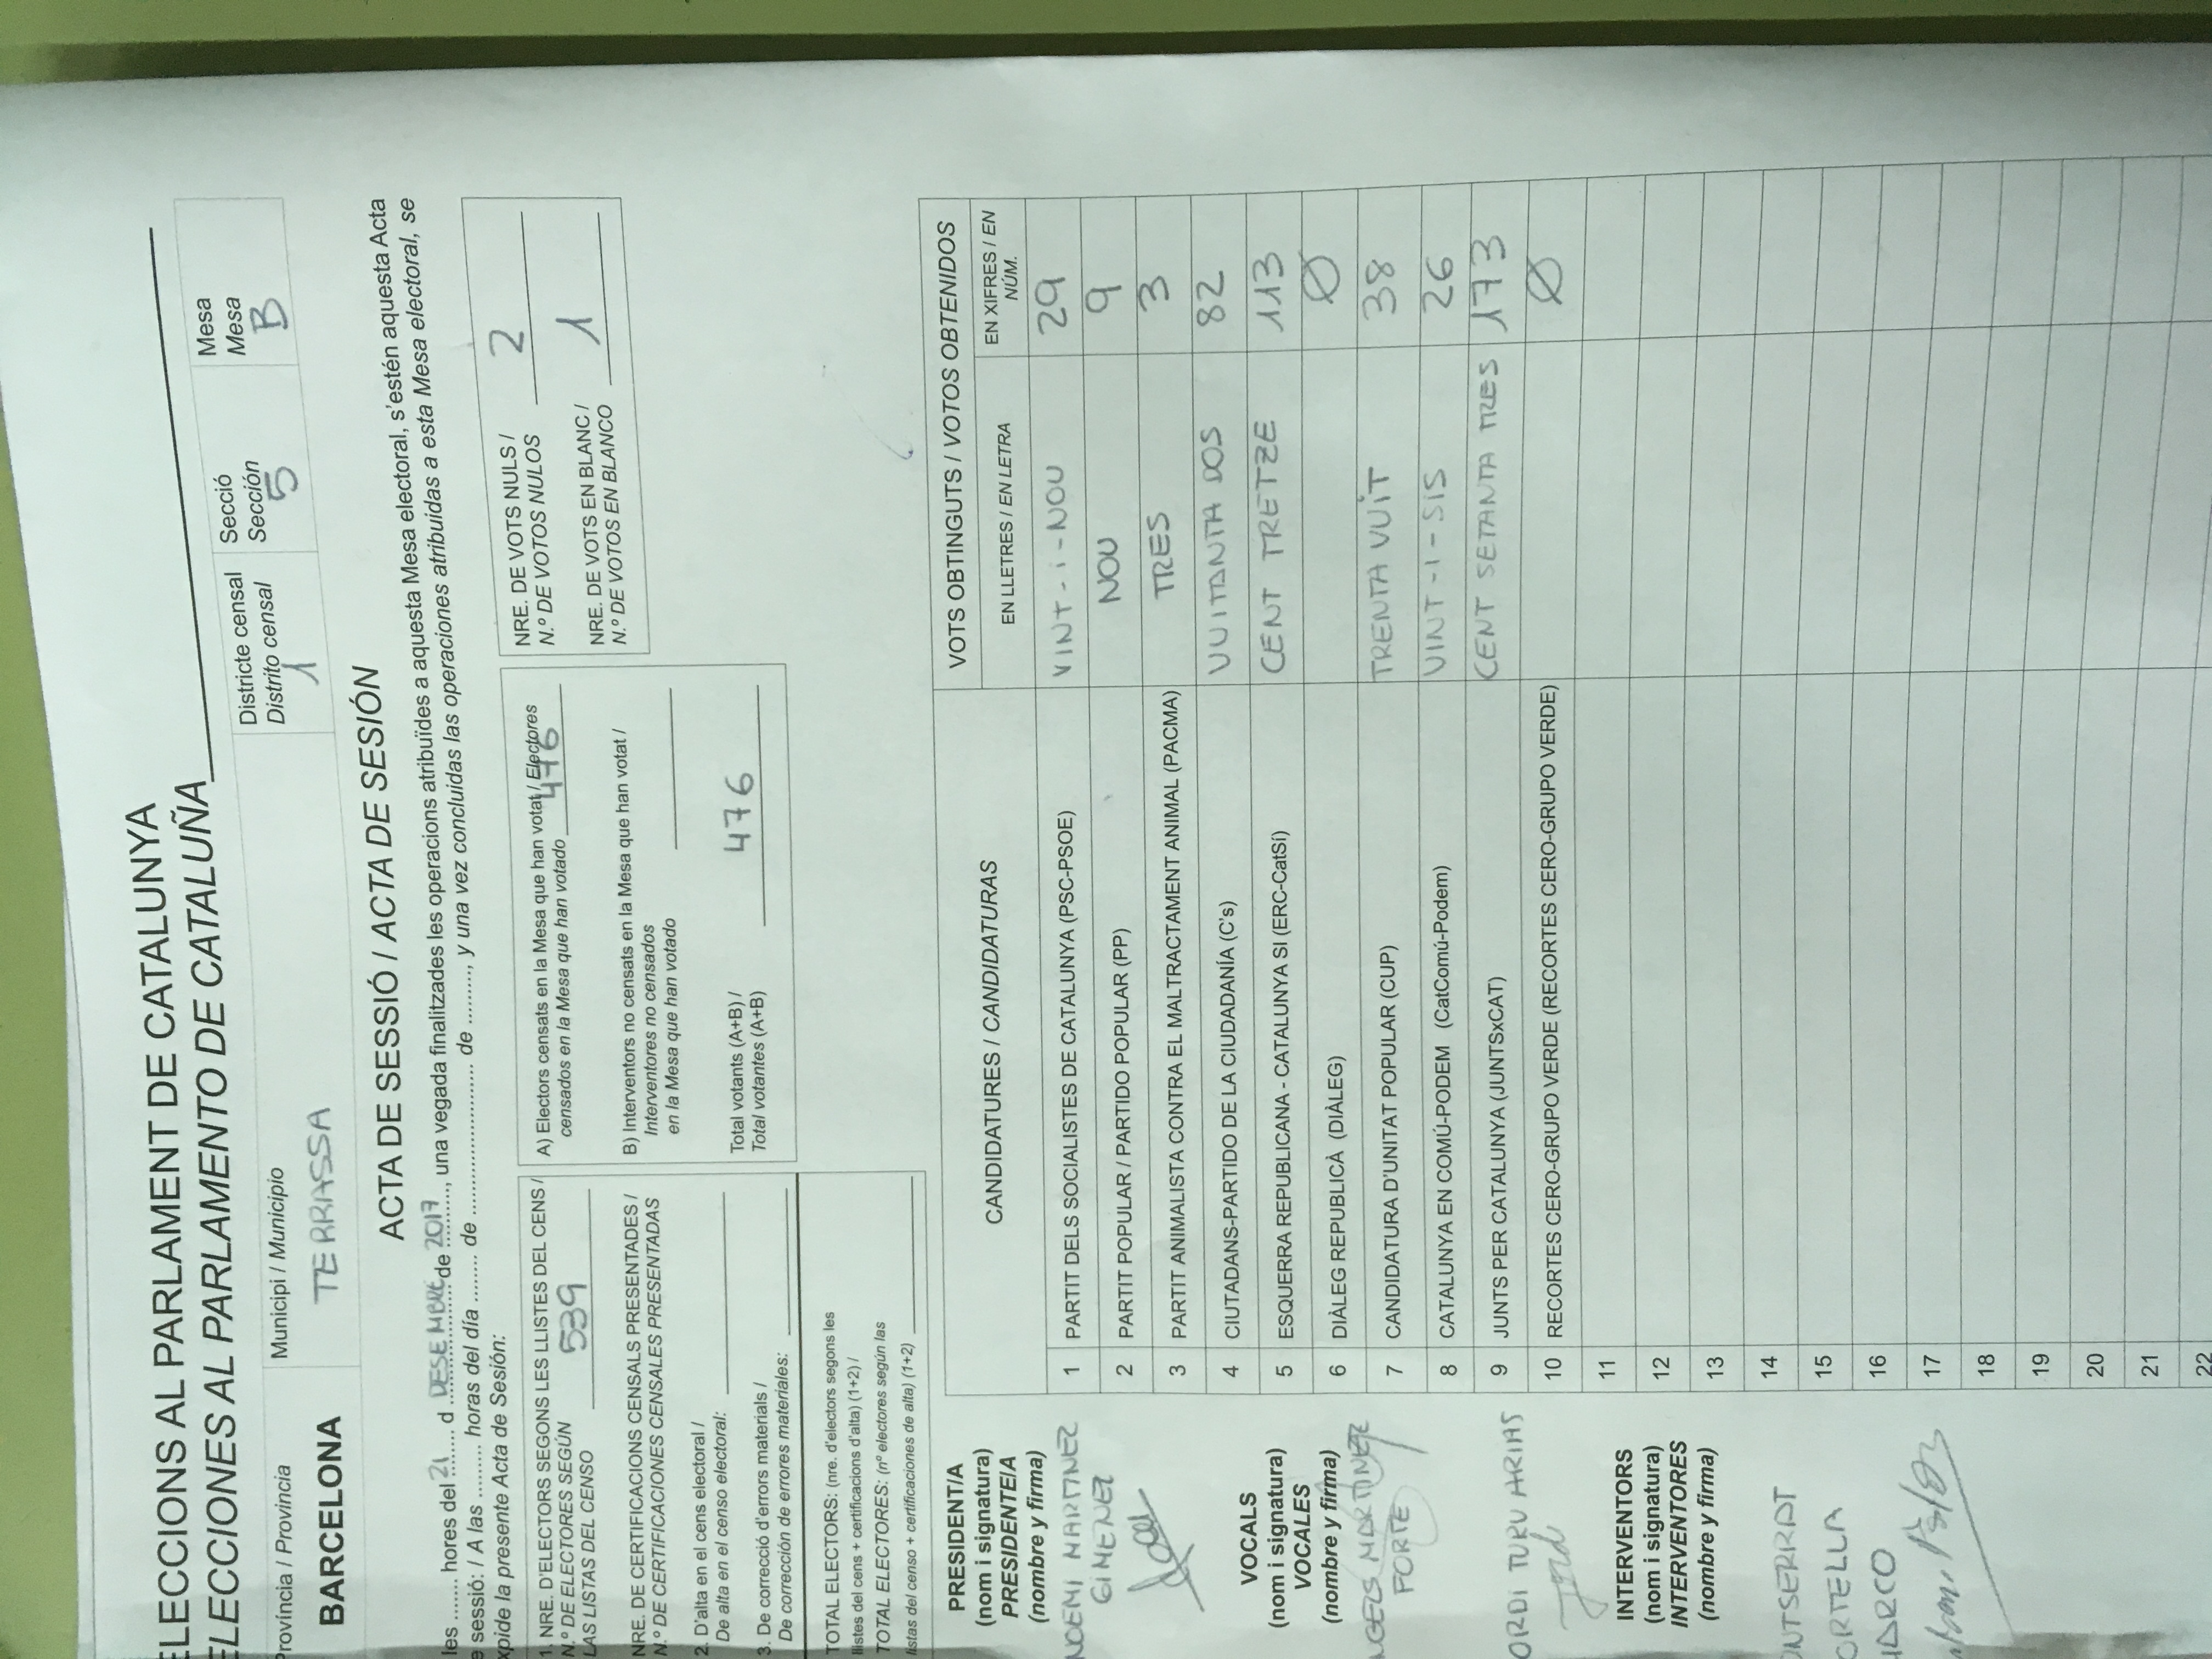 ELECCIONS AL PARLAMENT DE CATALUNYA
ELECCIONES AL PARLAMENTO DE CATALUÑA
Província / Provincia
BARCELONA
Municipi / Municipio
TERRASSA
Districte censal
Distrito censal
1
Secció
Sección
5
Mesa
Mesa
B
ACTA DE SESSIÓ / ACTA DE SESIÓN
les ....... hores del 21 d DESEMBRE de 2017, una vegada finalitzades les operacions atribuïdes a aquesta Mesa electoral, s'estén aquesta Acta
e sessió: / A las ......... horas del día ........ de ........................ de ........., y una vez concluidas las operaciones atribuidas a esta Mesa electoral, se
xpide la presente Acta de Sesión:
1. NRE. D'ELECTORS SEGONS LES LLISTES DEL CENS /
N.º DE ELECTORES SEGÚN
LAS LISTAS DEL CENSO 539
NRE. DE CERTIFICACIONS CENSALS PRESENTADES /
N.º DE CERTIFICACIONES CENSALES PRESENTADAS
2. D'alta en el cens electoral /
De alta en el censo electoral:
3. De correcció d'errors materials /
De corrección de errores materiales:
TOTAL ELECTORS: (nre. d'electors segons les
llistes del cens + certificacions d'alta) (1+2) /
TOTAL ELECTORES: (nº electores según las
listas del censo + certificaciones de alta) (1+2)
A) Electors censats en la Mesa que han votat / Electores
censados en la Mesa que han votado 476
B) Interventors no censats en la Mesa que han votat /
Interventores no censados
en la Mesa que han votado
Total votants (A+B) /
Total votantes (A+B) 476
NRE. DE VOTS NULS /
N.º DE VOTOS NULOS 2
NRE. DE VOTS EN BLANC /
N.º DE VOTOS EN BLANCO 1
PRESIDENT/A
(nom i signatura)
PRESIDENTE/A
(nombre y firma)
NOEMI MARTINEZ
GIMENEZ
VOCALS
(nom i signatura)
VOCALES
(nombre y firma)
NGELS MARTINEZ
FORTE
ORDI TURU ARIAS
Jordi
INTERVENTORS
(nom i signatura)
INTERVENTORES
(nombre y firma)
ONTSERRAT
ORTELLA
MARCO
CANDIDATURES / CANDIDATURAS
VOTS OBTINGUTS / VOTOS OBTENIDOS
EN LLETRES / EN LETRA
EN XIFRES / EN
NÚM.
1 PARTIT DELS SOCIALISTES DE CATALUNYA (PSC-PSOE) VINT-I-NOU 29
2 PARTIT POPULAR / PARTIDO POPULAR (PP) NOU 9
3 PARTIT ANIMALISTA CONTRA EL MALTRACTAMENT ANIMAL (PACMA) TRES 3
4 CIUTADANS-PARTIDO DE LA CIUDADANÍA (C's) VUITANTA DOS 82
5 ESQUERRA REPUBLICANA - CATALUNYA SI (ERC-CatSí) CENT TRETZE 113
6 DIÀLEG REPUBLICÀ (DIÀLEG) Ø
7 CANDIDATURA D'UNITAT POPULAR (CUP) TRENTA VUIT 38
8 CATALUNYA EN COMÚ-PODEM (CatComú-Podem) VINT-I-SIS 26
9 JUNTS PER CATALUNYA (JUNTSxCAT) CENT SETANTA TRES 173
10 RECORTES CERO-GRUPO VERDE (RECORTES CERO-GRUPO VERDE) Ø
11
12
13
14
15
16
17
18
19
20
21
22